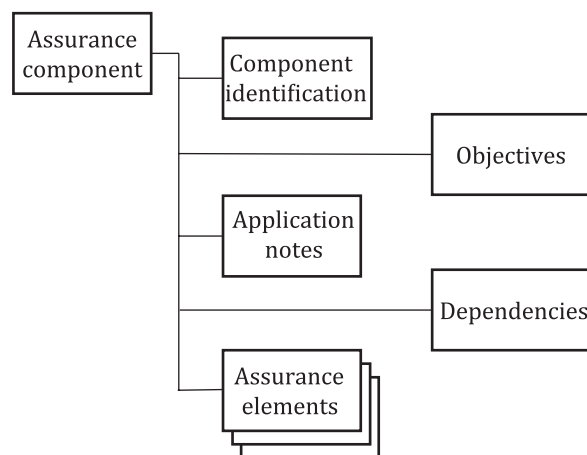 Assurance
component
Component
identification
Objectives
Application
notes
Dependencies
Assurance
elements